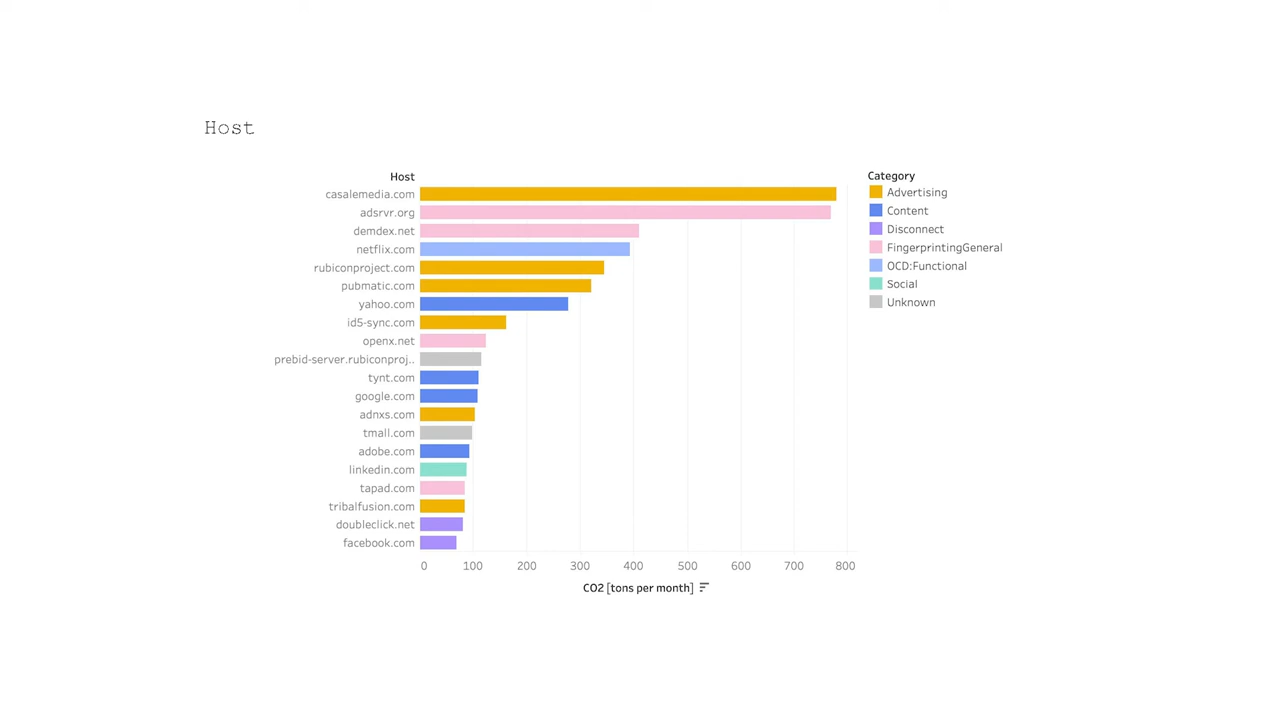 Host
Host
casalemedia.com
adsrvr.org
demdex.net
netflix.com
rubiconproject.com
pubmatic.com
yahoo.com
id5-sync.com
openx.net
prebid-server.rubiconproj..
tynt.com
google.com
adnxs.com
tmall.com
adobe.com
linkedin.com
tapad.com
tribalfusion.com
doubleclick.net
facebook.com
0 100 200 300 400 500 600 700 800
CO2 [tons per month]
Category
Advertising
Content
Disconnect
FingerprintingGeneral
OCD:Functional
Social
Unknown